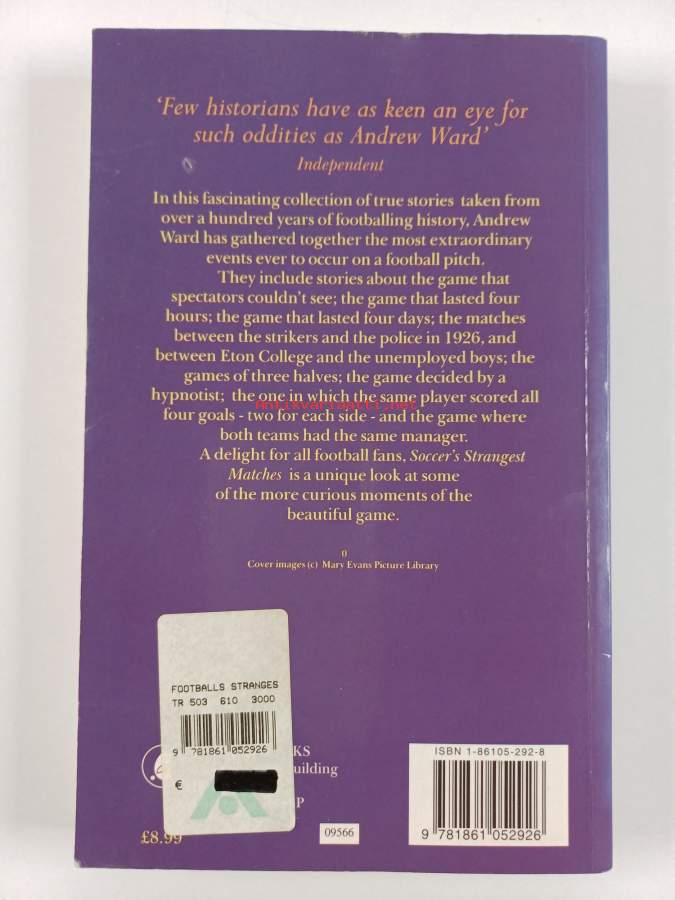 ‘Few historians have as keen an eye for
such oddities as Andrew Ward’
Independent
In this fascinating collection of true stories taken from
over a hundred years of footballing history, Andrew
Ward has gathered together the most extraordinary
events ever to occur on a football pitch.
They include stories about the game that
spectators couldn't see; the game that lasted four
hours; the game that lasted four days; the matches
between the strikers and the police in 1926, and
between Eton College and the unemployed boys; the
games of three halves; the game decided by a
hypnotist; the one in which the same player scored all
antikvariaatti.net
four goals - two for each side - and the game where
both teams had the same manager.
A delight for all football fans, Soccer's Strangest
Matches is a unique look at some
of the more curious moments of the
beautiful game.
0
Cover images (c) Mary Evans Picture Library
FOOTBALLS STRANGES
TR 503 610 3000
9 781861 052926
€
KS
uilding
P
£8.99
09566
ISBN 1-86105-292-8
9 781861 052926